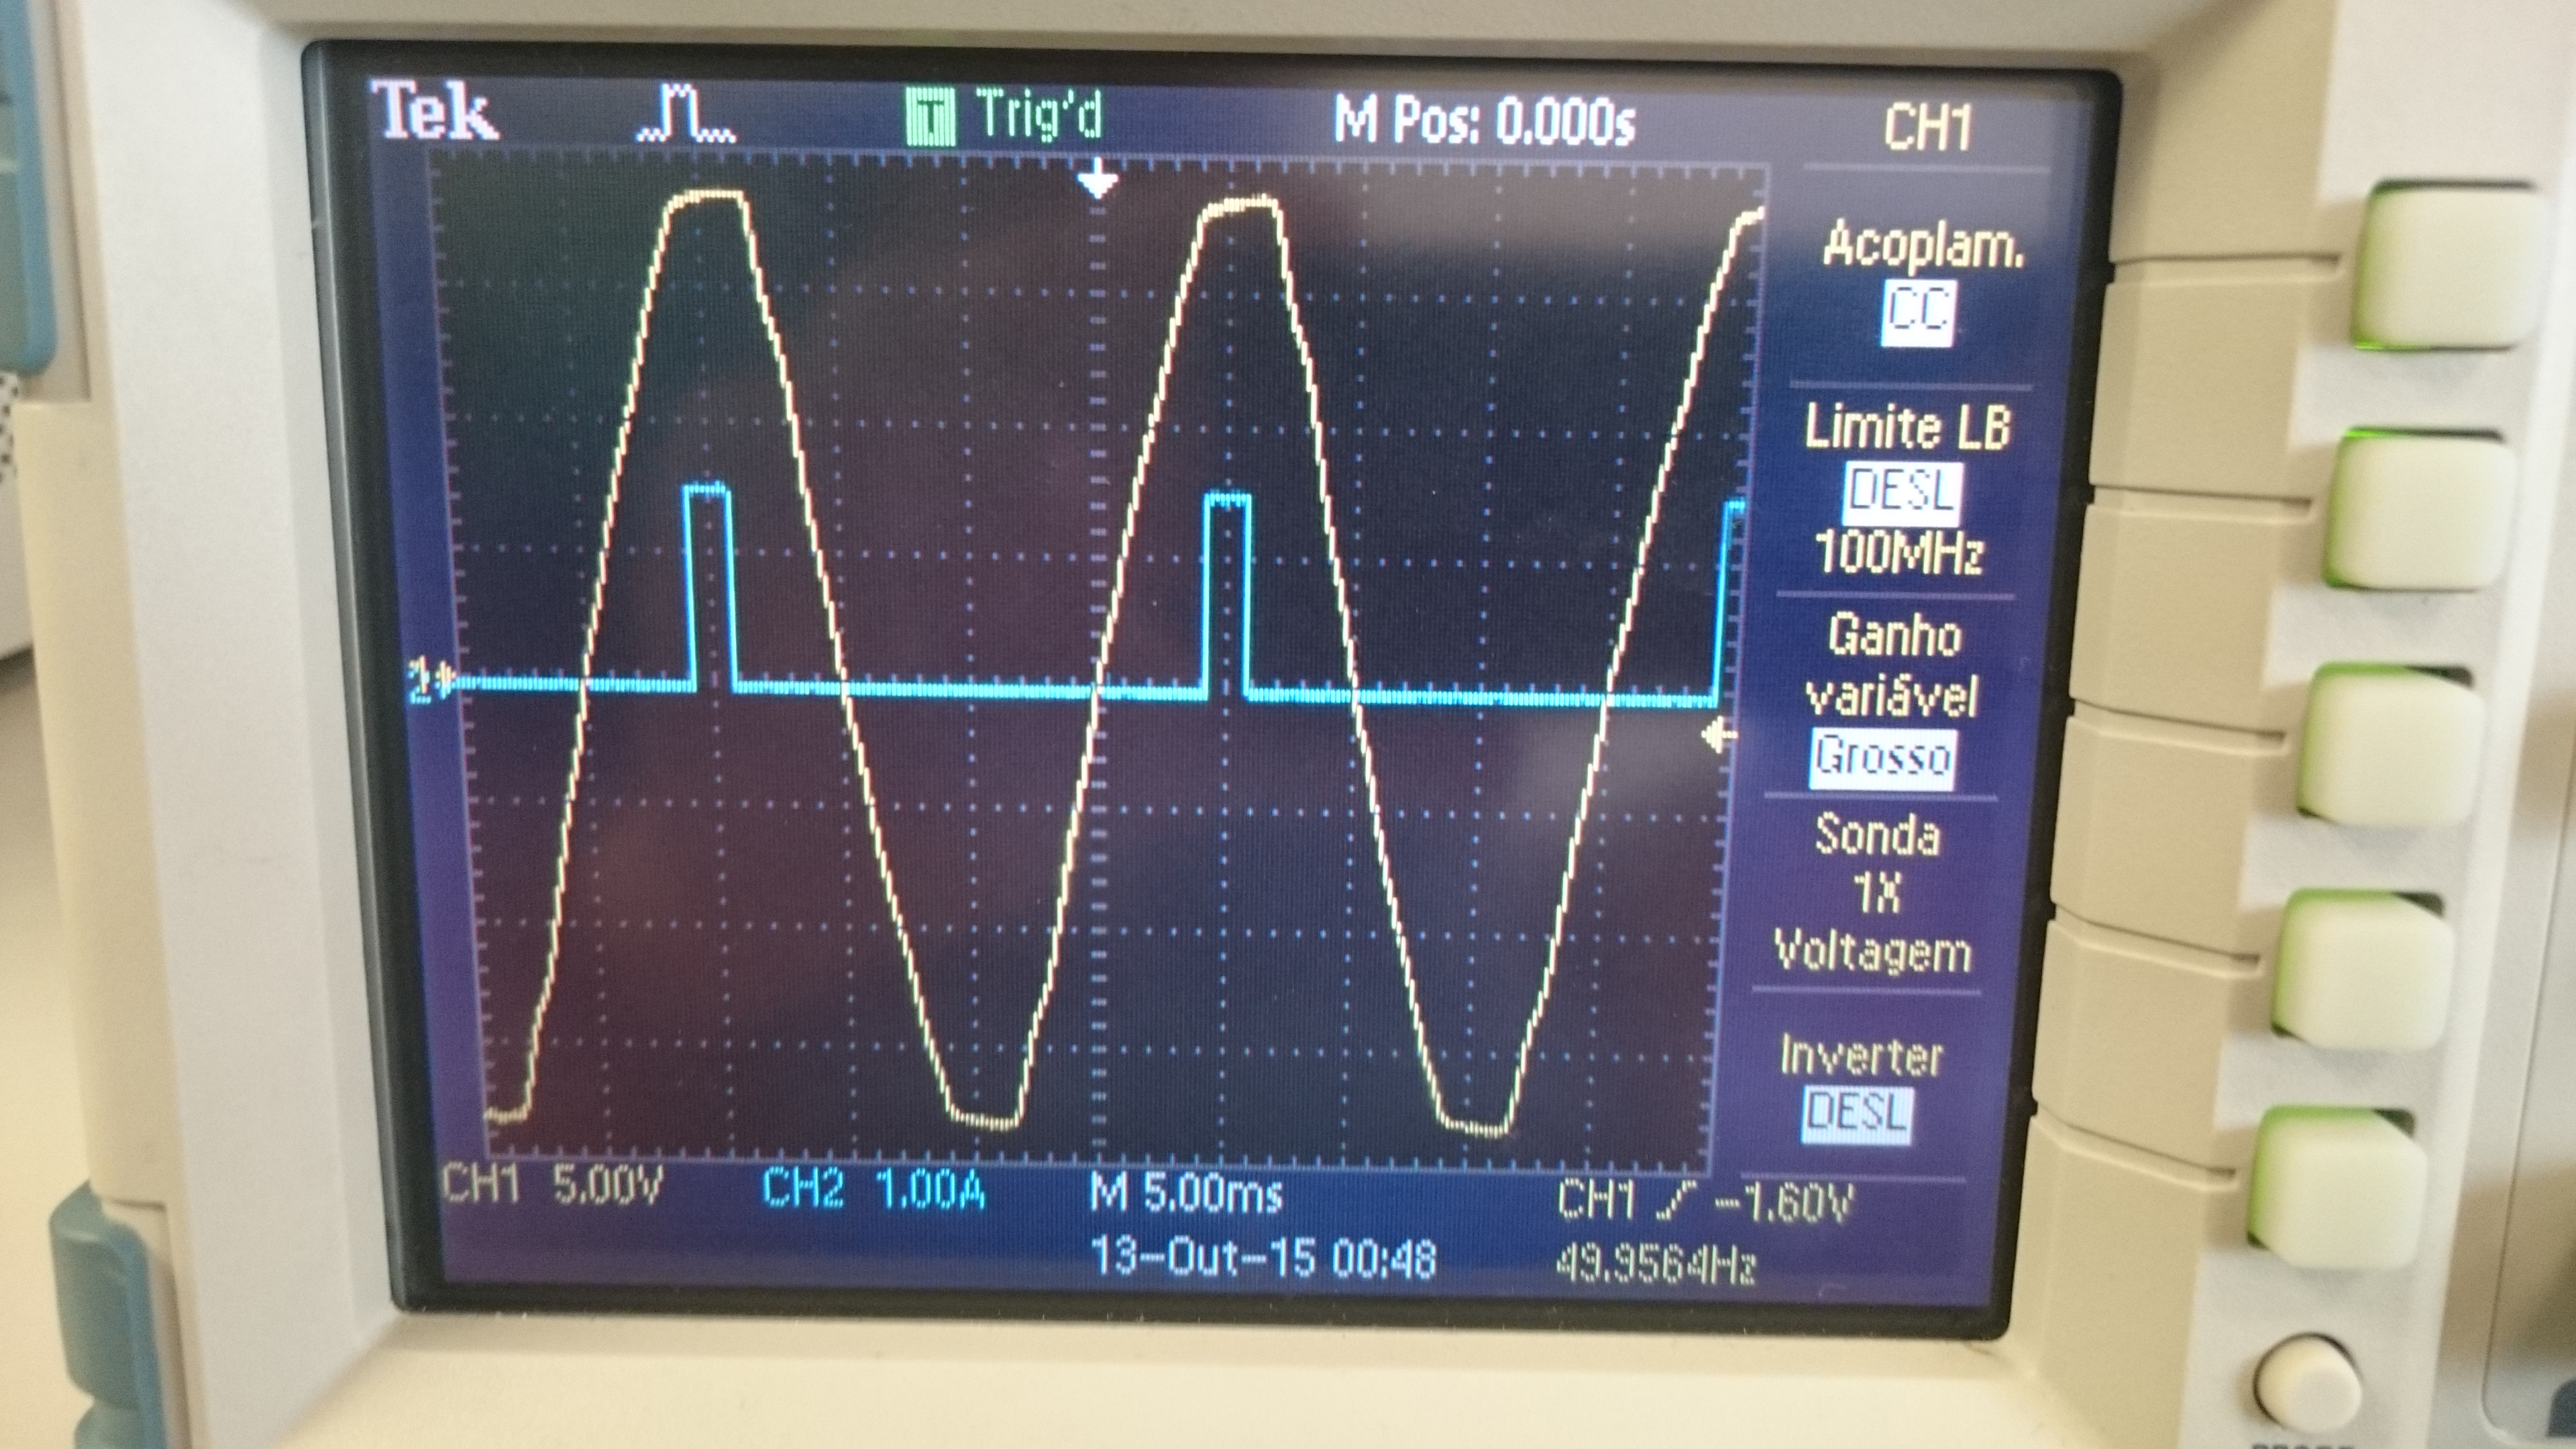 Tek Trig'd M Pos: 0.000s CH1
Acoplam.
CC
Limite LB
DESL
100MHz
Ganho
variável
Grosso
Sonda
1X
Voltagem
Inverter
DESL
CH1 5.00V CH2 1.00A M 5.00ms CH1 -1.60V
13-Out-15 00:48 49.9564Hz